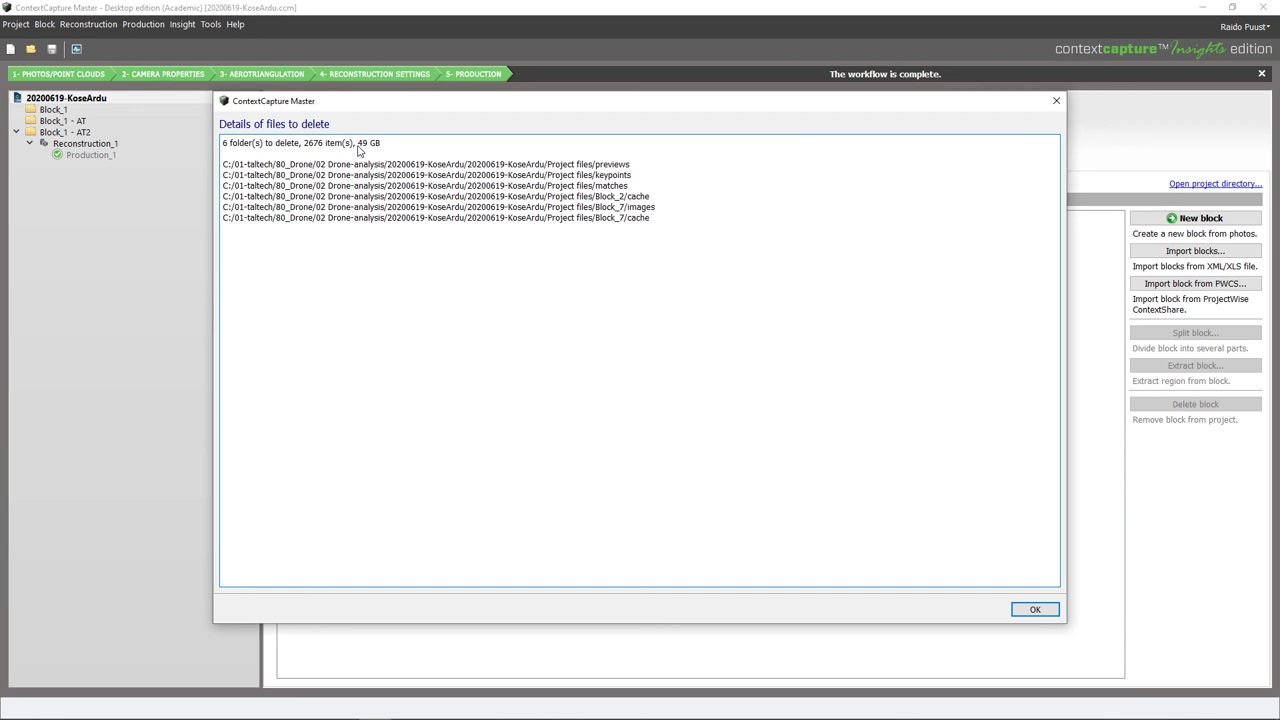 ContextCapture Master - Desktop edition (Academic) [20200619-KoseArdu.ccm]
Project Block Reconstruction Production Insight Tools Help
Raido Puust
contextcapture™ Insights edition
1- PHOTOS/POINT CLOUDS 2- CAMERA PROPERTIES 3- AEROTRIANGULATION 4- RECONSTRUCTION SETTINGS 5- PRODUCTION The workflow is complete.
20200619-KoseArdu
Block_1
Block_1 - AT
Block_1 - AT2
Reconstruction_1
Production_1
ContextCapture Master
Details of files to delete
6 folder(s) to delete, 2676 item(s), 49 GB
C:/01-taltech/80_Drone/02 Drone-analysis/20200619-KoseArdu/20200619-KoseArdu/Project files/previews
C:/01-taltech/80_Drone/02 Drone-analysis/20200619-KoseArdu/20200619-KoseArdu/Project files/keypoints
C:/01-taltech/80_Drone/02 Drone-analysis/20200619-KoseArdu/20200619-KoseArdu/Project files/matches
C:/01-taltech/80_Drone/02 Drone-analysis/20200619-KoseArdu/20200619-KoseArdu/Project files/Block_2/cache
C:/01-taltech/80_Drone/02 Drone-analysis/20200619-KoseArdu/20200619-KoseArdu/Project files/Block_7/images
C:/01-taltech/80_Drone/02 Drone-analysis/20200619-KoseArdu/20200619-KoseArdu/Project files/Block_7/cache
OK
Open project directory...
New block
Create a new block from photos.
Import blocks...
Import blocks from XML/XLS file.
Import block from PWCS...
Import block from ProjectWise
ContextShare.
Split block...
Divide block into several parts.
Extract block...
Extract region from block.
Delete block
Remove block from project.